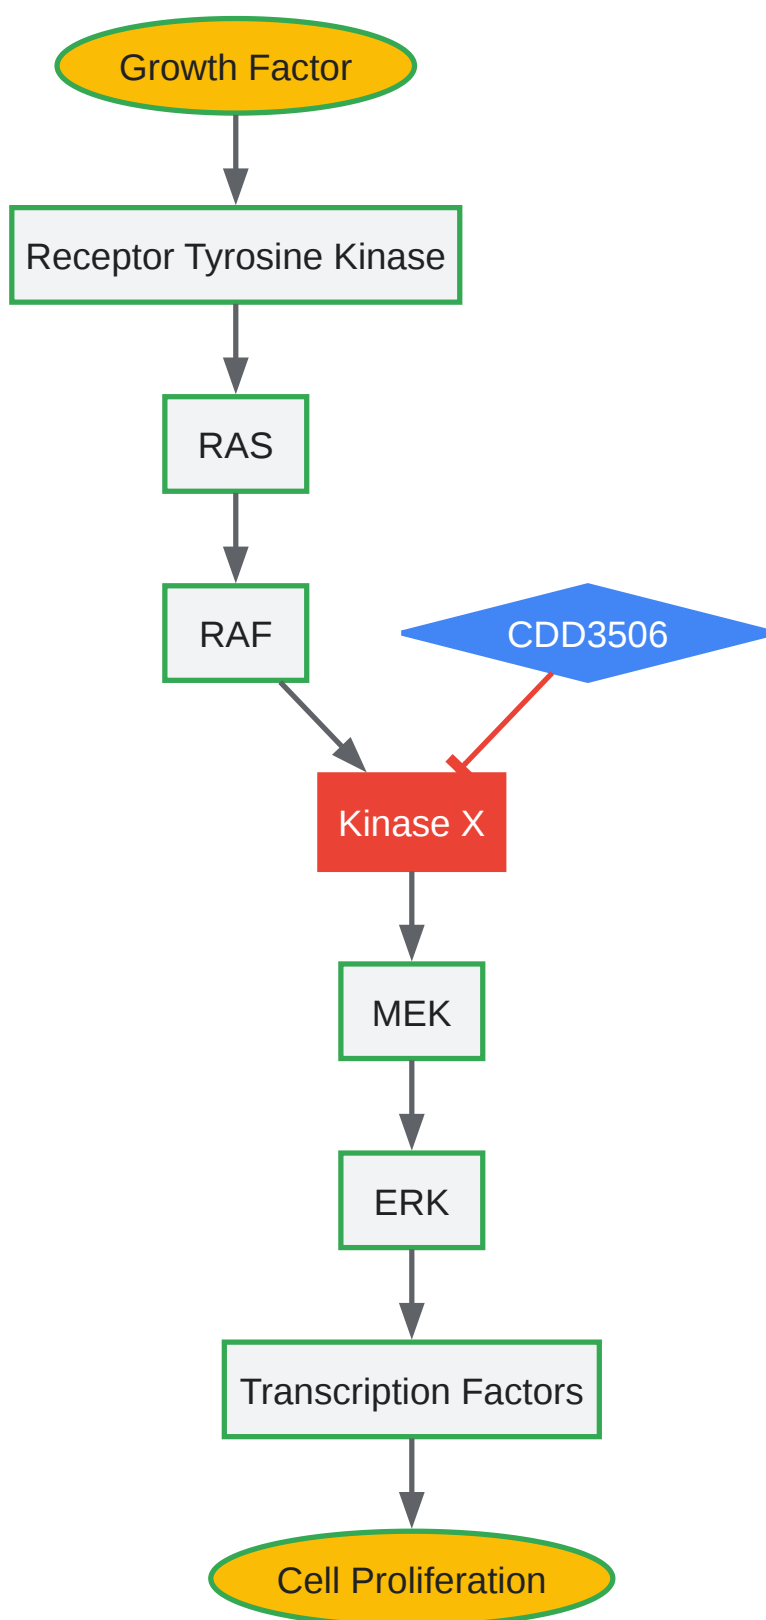 Growth Factor
Receptor Tyrosine Kinase
RAS
RAF
CDD3506
Kinase X
MEK
ERK
Transcription Factors
Cell Proliferation